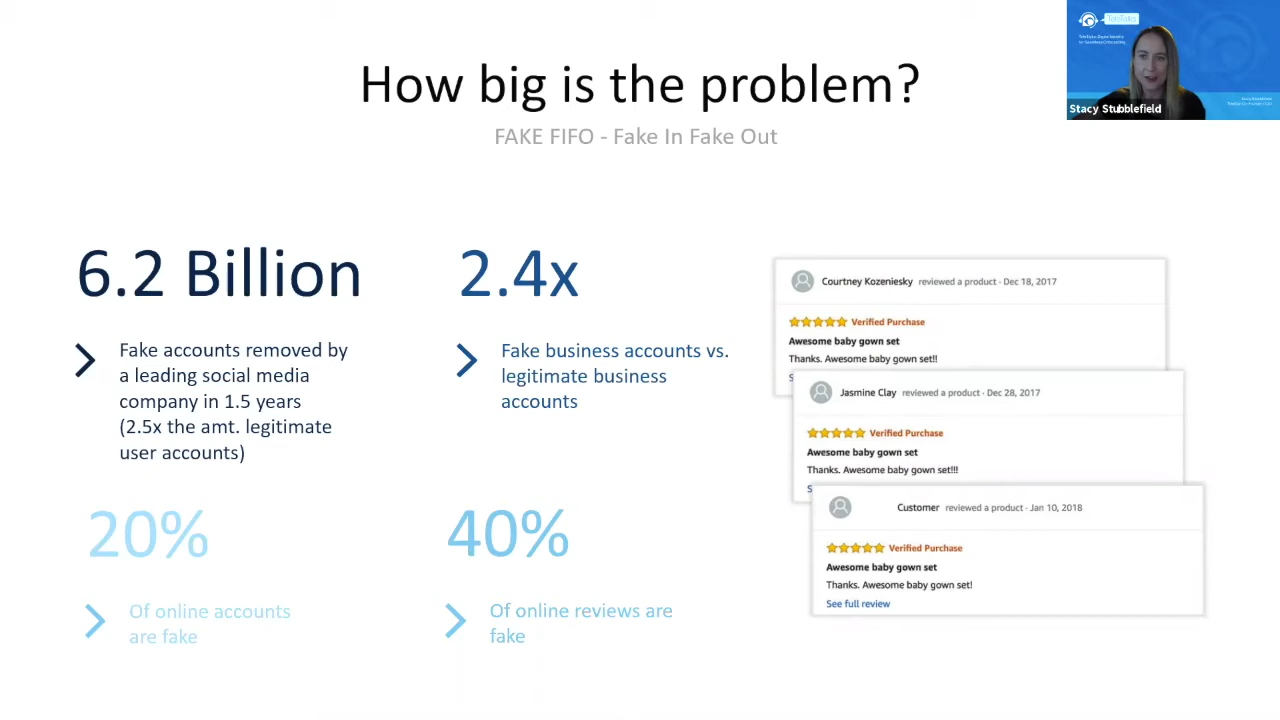 How big is the problem?
FAKE FIFO - Fake In Fake Out
TeleTalks
Stacy Stubblefield
6.2 Billion
Fake accounts removed by
a leading social media
company in 1.5 years
(2.5x the amt. legitimate
user accounts)
2.4x
Fake business accounts vs.
legitimate business
accounts
20%
Of online accounts
are fake
40%
Of online reviews are
fake
Courtney Kozeniesky reviewed a product · Dec 18, 2017
Verified Purchase
Awesome baby gown set
Thanks. Awesome baby gown set!!
S
Jasmine Clay reviewed a product · Dec 28, 2017
Verified Purchase
Awesome baby gown set
Thanks. Awesome baby gown set!!!
S
Customer reviewed a product · Jan 10, 2018
Verified Purchase
Awesome baby gown set
Thanks. Awesome baby gown set!
See full review